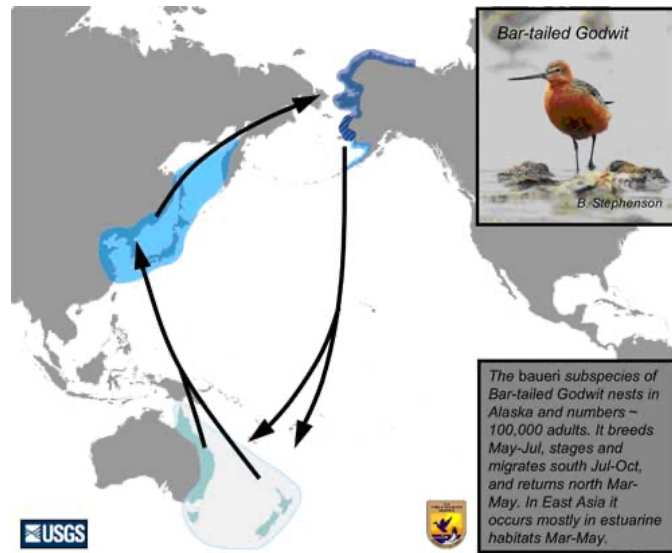 Bar-tailed Godwit
B. Stephenson
The baueri subspecies of
Bar-tailed Godwit nests in
Alaska and numbers ~
100,000 adults. It breeds
May-Jul, stages and
migrates south Jul-Oct,
and returns north Mar-
May. In East Asia it
occurs mostly in estuarine
habitats Mar-May.
USGS